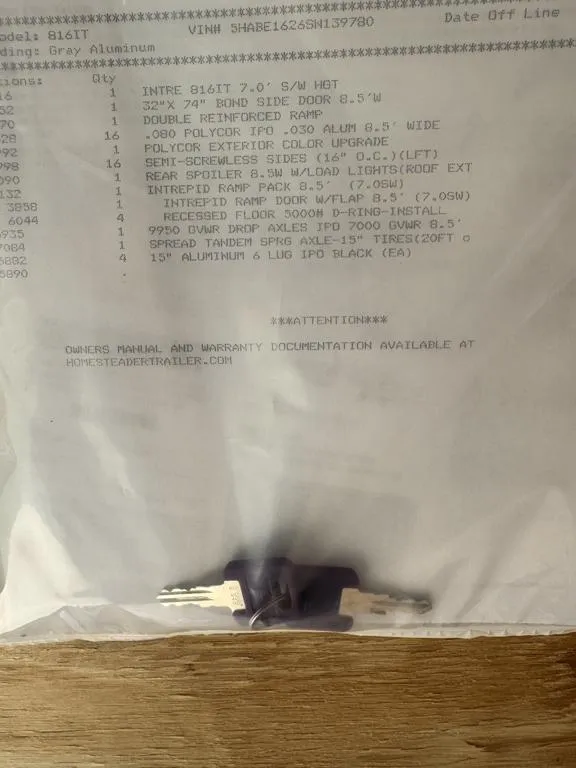 odel: 816IT VIN# 5HABE1626SN139780 Date Off Line
ding: Gray Aluminum
***************************************************************
ions: Qty
16 1 INTRE 816IT 7.0' S/W HGT
52 1 32"X 74" BOND SIDE DOOR 8.5'W
70 1 DOUBLE REINFORCED RAMP
28 16 .080 POLYCOR IPO .030 ALUM 8.5' WIDE
92 1 POLYCOR EXTERIOR COLOR UPGRADE
98 16 SEMI-SCREWLESS SIDES (16" O.C.)(LFT)
090 1 REAR SPOILER 8.5W W/LOAD LIGHTS(ROOF EXT
132 1 INTREPID RAMP PACK 8.5' (7.0SW)
3858 1 INTREPID RAMP DOOR W/FLAP 8.5' (7.0SW)
6044 4 RECESSED FLOOR 5000# D-RING-INSTALL
5935 1 9950 GVWR DROP AXLES IPO 7000 GVWR 8.5'
7084 1 SPREAD TANDEM SPRG AXLE-15" TIRES(20FT o
5882 4 15" ALUMINUM 6 LUG IPO BLACK (EA)
5890 .
***ATTENTION***
OWNERS MANUAL AND WARRANTY DOCUMENTATION AVAILABLE AT
HOMESTEADERTRAILER.COM